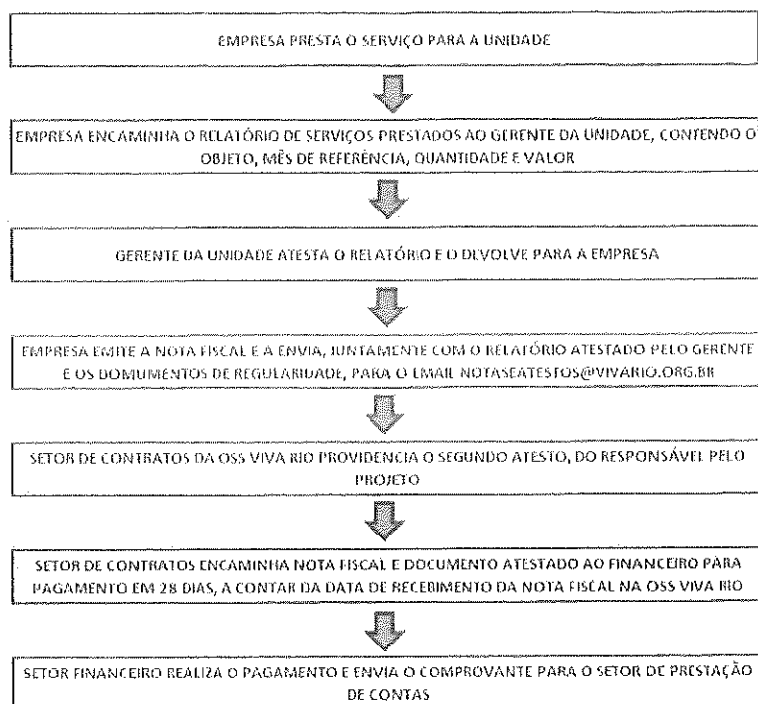 EMPRESA PRESTA O SERVIÇO PARA A UNIDADE
EMPRESA ENCAMINHA O RELATÓRIO DE SERVIÇOS PRESTADOS AO GERENTE DA UNIDADE, CONTENDO O
OBJETO, MÊS DE REFERÊNCIA, QUANTIDADE E VALOR
GERENTE DA UNIDADE ATESTA O RELATÓRIO E O DEVOLVE PARA A EMPRESA
EMPRESA EMITE A NOTA FISCAL E A ENVIA, JUNTAMENTE COM O RELATÓRIO ATESTADO PELO GERENTE
E OS DOMUMENTOS DE REGULARIDADE, PARA O EMAIL NOTASEATESTOS@VIVARIO.ORG.BR
SETOR DE CONTRATOS DA OSS VIVA RIO PROVIDENCIA O SEGUNDO ATESTO, DO RESPONSÁVEL PELO
PROJETO
SETOR DE CONTRATOS ENCAMINHA NOTA FISCAL E DOCUMENTO ATESTADO AO FINANCEIRO PARA
PAGAMENTO EM 28 DIAS, A CONTAR DA DATA DE RECEBIMENTO DA NOTA FISCAL NA OSS VIVA RIO
SETOR FINANCEIRO REALIZA O PAGAMENTO E ENVIA O COMPROVANTE PARA O SETOR DE PRESTAÇÃO
DE CONTAS